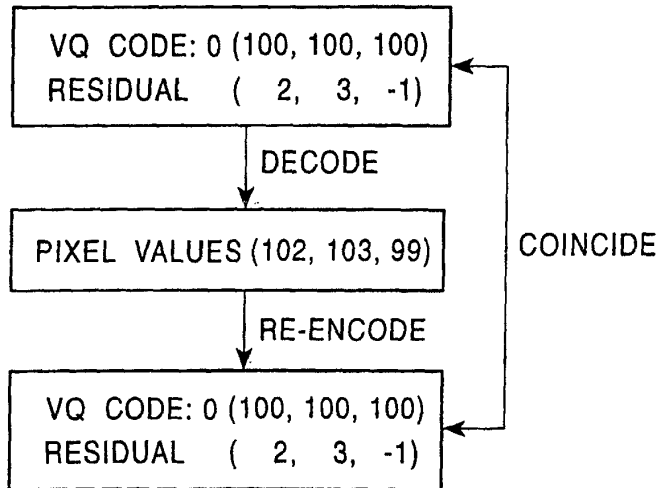 VQ CODE: 0 (100, 100, 100)
RESIDUAL ( 2, 3, -1)
DECODE
PIXEL VALUES (102, 103, 99)
COINCIDE
RE-ENCODE
VQ CODE: 0 (100, 100, 100)
RESIDUAL ( 2, 3, -1)